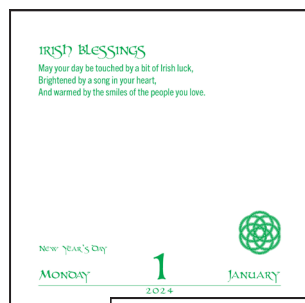 IRISH BLESSINGS
May your day be touched by a bit of Irish luck,
Brightened by a song in your heart,
And warmed by the smiles of the people you love.
New Year's Day
MONDAY 1 JANUARY
2024